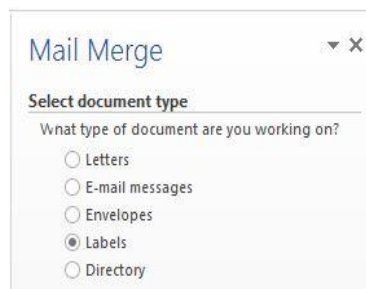 Mail Merge
Select document type
What type of document are you working on?
Letters
E-mail messages
Envelopes
Labels
Directory